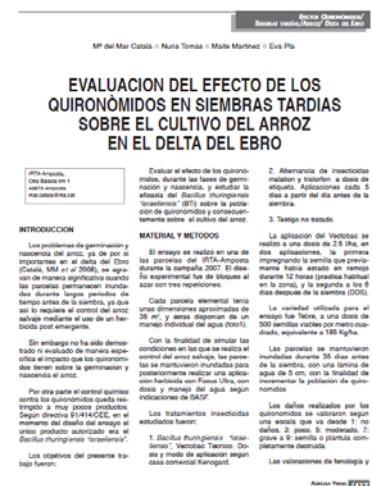 EFECTOS QUIRONÓMIDOS/
SIEMBRAS TARDÍAS/ARROZ/ DELTA DEL EBRO
Mª del Mar Català Nuria Tomàs Maite Martínez Eva Pla
EVALUACION DEL EFECTO DE LOS
QUIRONÒMIDOS EN SIEMBRAS TARDIAS
SOBRE EL CULTIVO DEL ARROZ
EN EL DELTA DEL EBRO
IRTA-Amposta,
Ctra Balada km 1
Amposta
INTRODUCCION
Los problemas de germinación y
nascencia del arroz, ya de por si
importantes en el delta del Ebro
(Català, MM et al 2008), se agra-
van de manera significativa cuando
las parcelas permanecen inunda-
das durante largos períodos de
tiempo antes de la siembra, ya que
así lo requiere el control del arroz
salvaje mediante el uso de un her-
bicida post emergente.
Sin embargo no ha sido demos-
trado ni evaluado de manera espe-
cífica el impacto que los quironomi-
dos tienen sobre la germinación y
nascencia del arroz.
Por otra parte el control químico
contra los quironómidos queda res-
tringido a muy pocos productos.
Según directiva 91/414/CEE, en el
momento del diseño del ensayo el
único producto autorizado era el
Bacillus thuringiensis "israeliensis".
Los objetivos del presente tra-
bajo fueron:
Evaluar el efecto de los quirono-
midos, durante las fases de germi-
nación y nascencia, y estudiar la
eficacia del Bacillus thuringiensis
"israeliensis" (BTI) sobre la pobla-
ción de quironómidos y consecuen-
temente sobre el cultivo del arroz.
MATERIAL Y METODOS
El ensayo se realizó en una de
las parcelas del IRTA-Amposta
durante la campaña 2007. El dise-
ño experimental fue de bloques al
azar con tres repeticiones.
Cada parcela elemental tenía
unas dimensiones aproximadas de
35 m², y estas disponían de un
manejo individual del agua (foto1).
Con la finalidad de simular las
condiciones en las que se realiza el
control del arroz salvaje, las parce-
las se mantuvieron inundadas para
posteriormente realizar una aplica-
ción herbicida con Focus Ultra, con
dosis y manejo del agua según
indicaciones de BASF.
Los tratamientos insecticidas
estudiados fueron:
1. Bacillus thuringiensis "israe-
liensis", Vectobac Técnico. Do-
sis y modo de aplicación según
casa comercial Kenogard.
2. Alternancia de insecticidas
malation y triclorfon a dosis de
etiqueta. Aplicaciones cada 5
días a partir del día antes de la
siembra.
3. Testigo no tratado.
La aplicación del Vectobac se
realizó a una dosis de 2.5 l/ha, en
dos aplicaciones, la primera
impregnando la semilla que previa-
mente había estado en remojo
durante 12 horas (practica habitual
en la zona), y la segunda a los 6
días después de la siembra (DDS).
La variedad utilizada para el
ensayo fue Tebre, a una dosis de
500 semillas viables por metro cua-
drado, equivalente a 185 Kg/ha.
Las parcelas se mantuvieron
inundadas durante 35 días antes
de la siembra, con una lámina de
agua de 5 cm, con la finalidad de
incrementar la población de quiro-
nomidos
Los daños realizados por los
quironomidos se valoraron según
una escala que va desde 1: no
daños, 3: poco, 5: moderado, 7:
grave a 9: semilla o plántula com-
pletamente destruida.
Las valoraciones de fenología y
AGRICOLA VERGEL